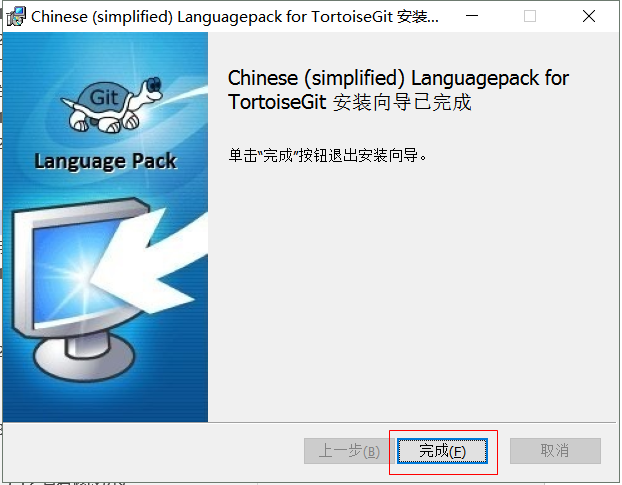 Chinese (simplified) Languagepack for TortoiseGit 安装...
Git
Language Pack
Chinese (simplified) Languagepack for
TortoiseGit 安装向导已完成
单击“完成”按钮退出安装向导。
上一步(B)
完成(F)
取消